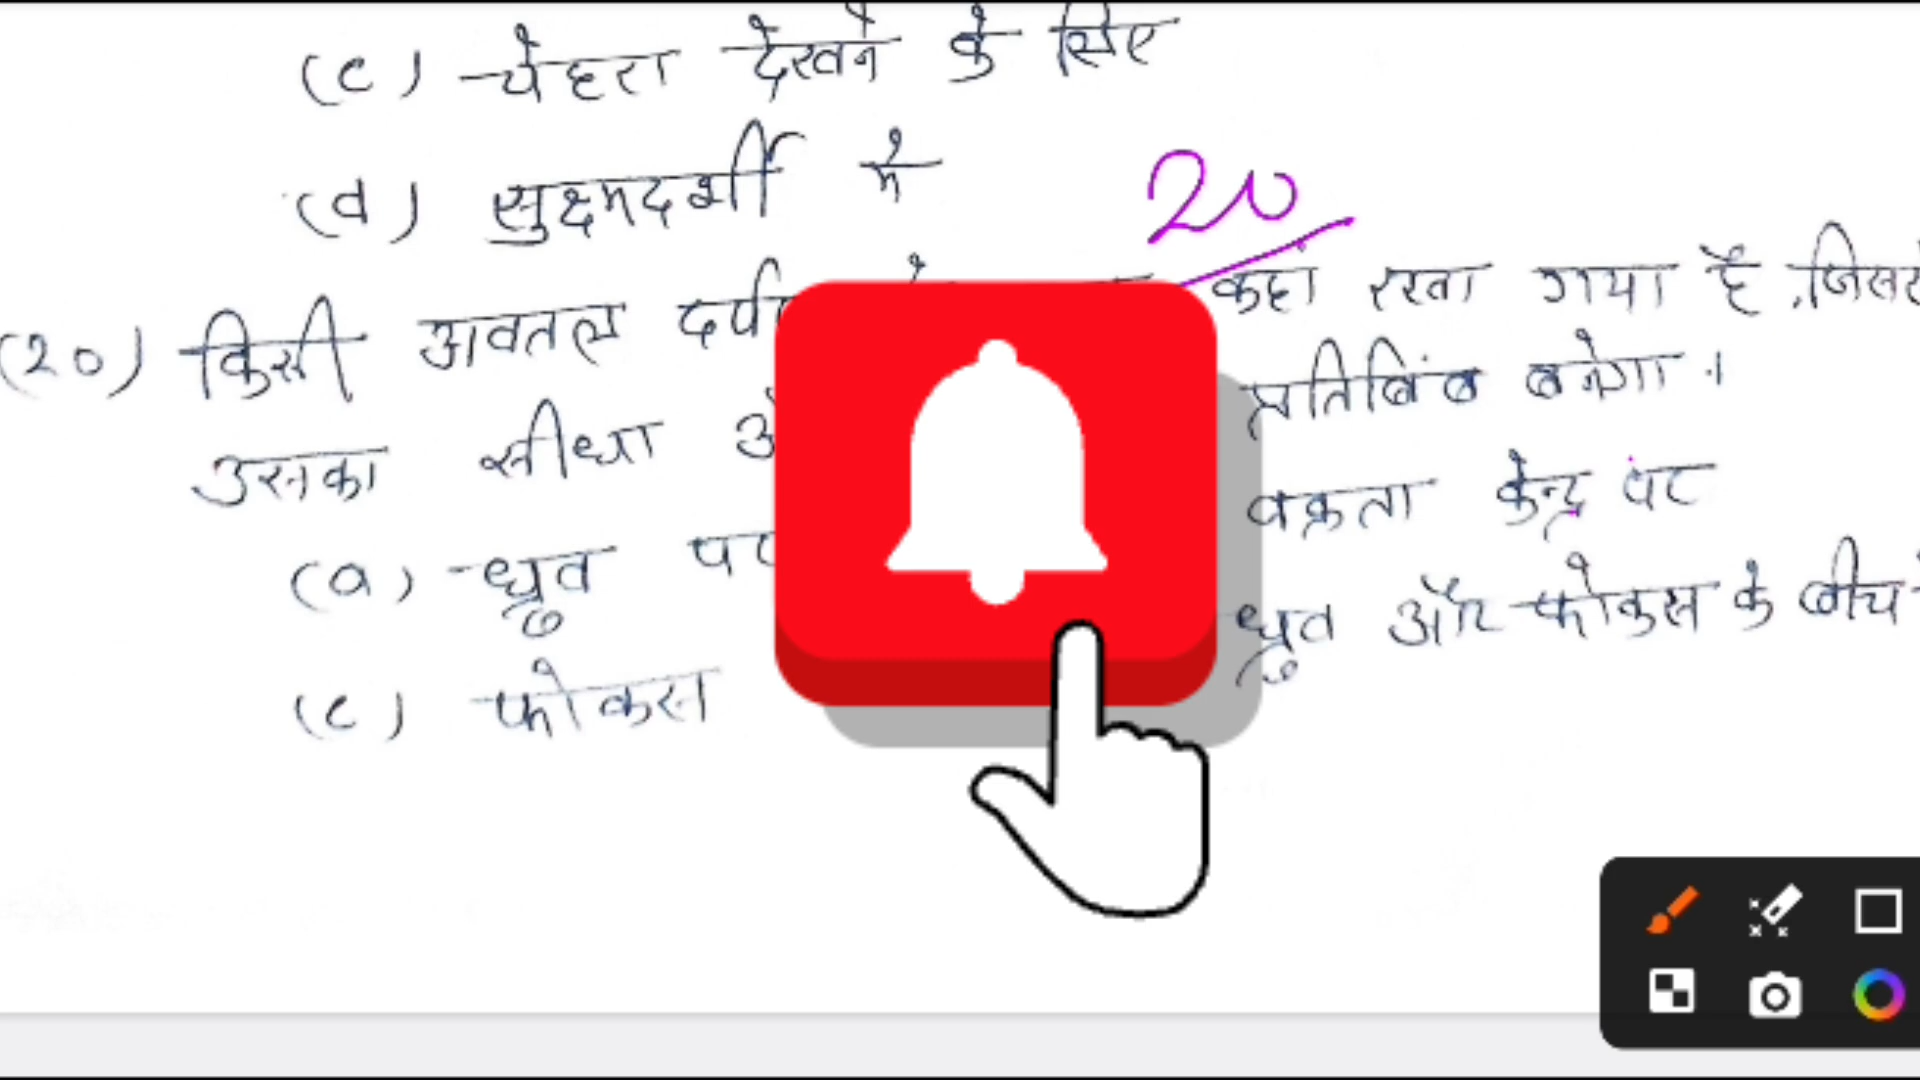 (c) चेहरा देखने के लिए
(d) सुक्ष्मदर्शी मे
20
(20) किसी अवतल कहां रखा गया है, जिससे
उसका सीधा प्रतिबिंब बनेगा।
(a) ध्रुव पर वक्रता केन्द्र पर
ध्रुव और फोकस के बीच
(c) फोकस